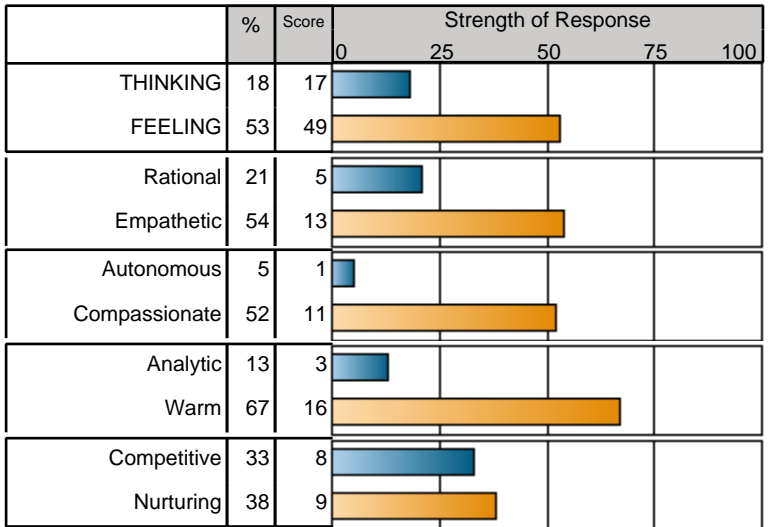 % Score Strength of Response
0 25 50 75 100
THINKING 18 17
FEELING 53 49
Rational 21 5
Empathetic 54 13
Autonomous 5 1
Compassionate 52 11
Analytic 13 3
Warm 67 16
Competitive 33 8
Nurturing 38 9